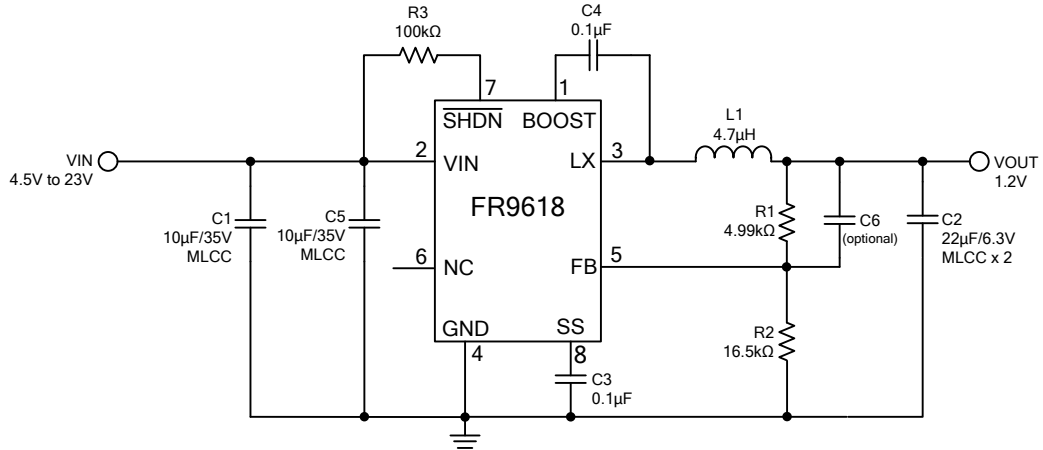 R3
100kΩ
C4
0.1µF
7
1
SHDN
BOOST
L1
4.7µH
VIN
4.5V to 23V
2
VIN
LX
3
VOUT
1.2V
FR9618
C1
10µF/35V
MLCC
C5
10µF/35V
MLCC
R1
4.99kΩ
C6
(optional)
C2
22µF/6.3V
MLCC x 2
6
NC
FB
5
GND
SS
R2
16.5kΩ
4
8
C3
0.1µF